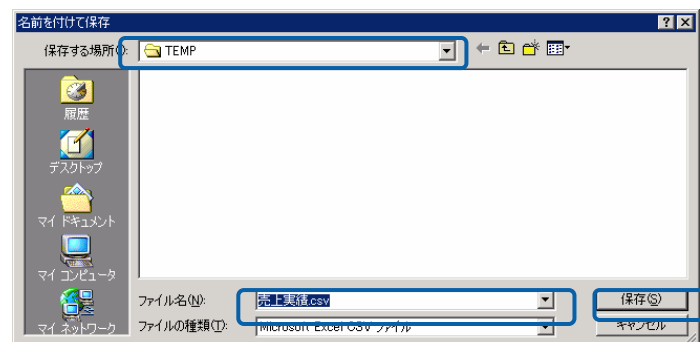 名前を付けて保存
保存する場所(I): TEMP
履歴
デスクトップ
マイ ドキュメント
マイ コンピュータ
マイ ネットワーク
ファイル名(N): 売上実績.csv 保存(S)
ファイルの種類(T): Microsoft Excel CSV ファイル キャンセル